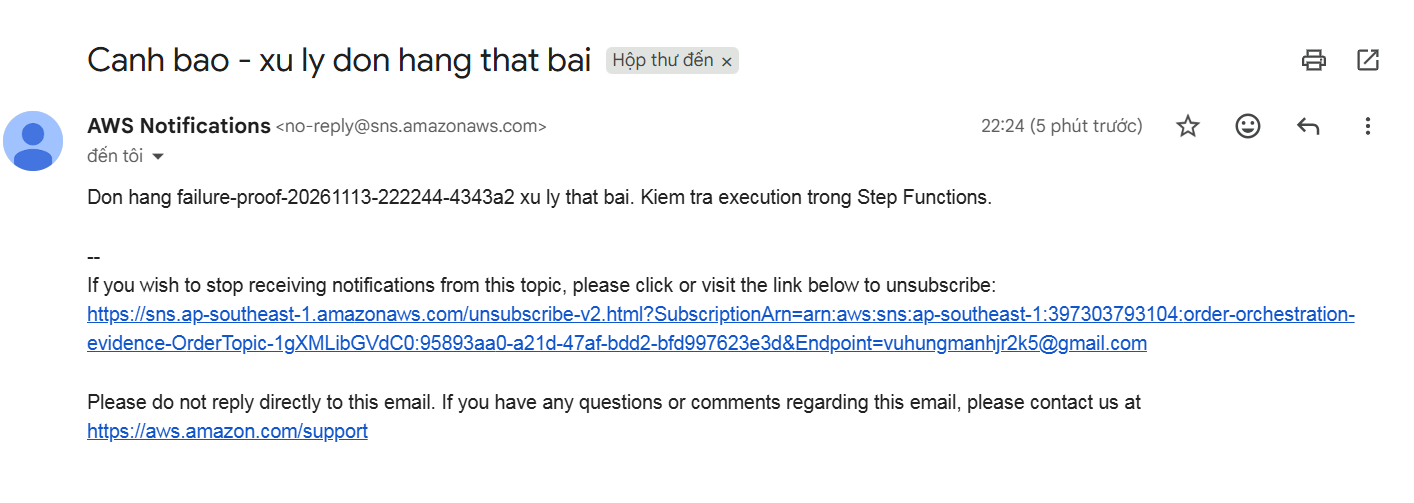 Canh bao - xu ly don hang that bai Hộp thư đến ×
AWS Notifications <no-reply@sns.amazonaws.com> 22:24 (5 phút trước)
đến tôi
Don hang failure-proof-20261113-222244-4343a2 xu ly that bai. Kiem tra execution trong Step Functions.
--
If you wish to stop receiving notifications from this topic, please click or visit the link below to unsubscribe:
https://sns.ap-southeast-1.amazonaws.com/unsubscribe-v2.html?SubscriptionArn=arn:aws:sns:ap-southeast-1:397303793104:order-orchestration-
evidence-OrderTopic-1gXMLibGVdC0:95893aa0-a21d-47af-bdd2-bfd997623e3d&Endpoint=vuhungmanhjr2k5@gmail.com
Please do not reply directly to this email. If you have any questions or comments regarding this email, please contact us at
https://aws.amazon.com/support